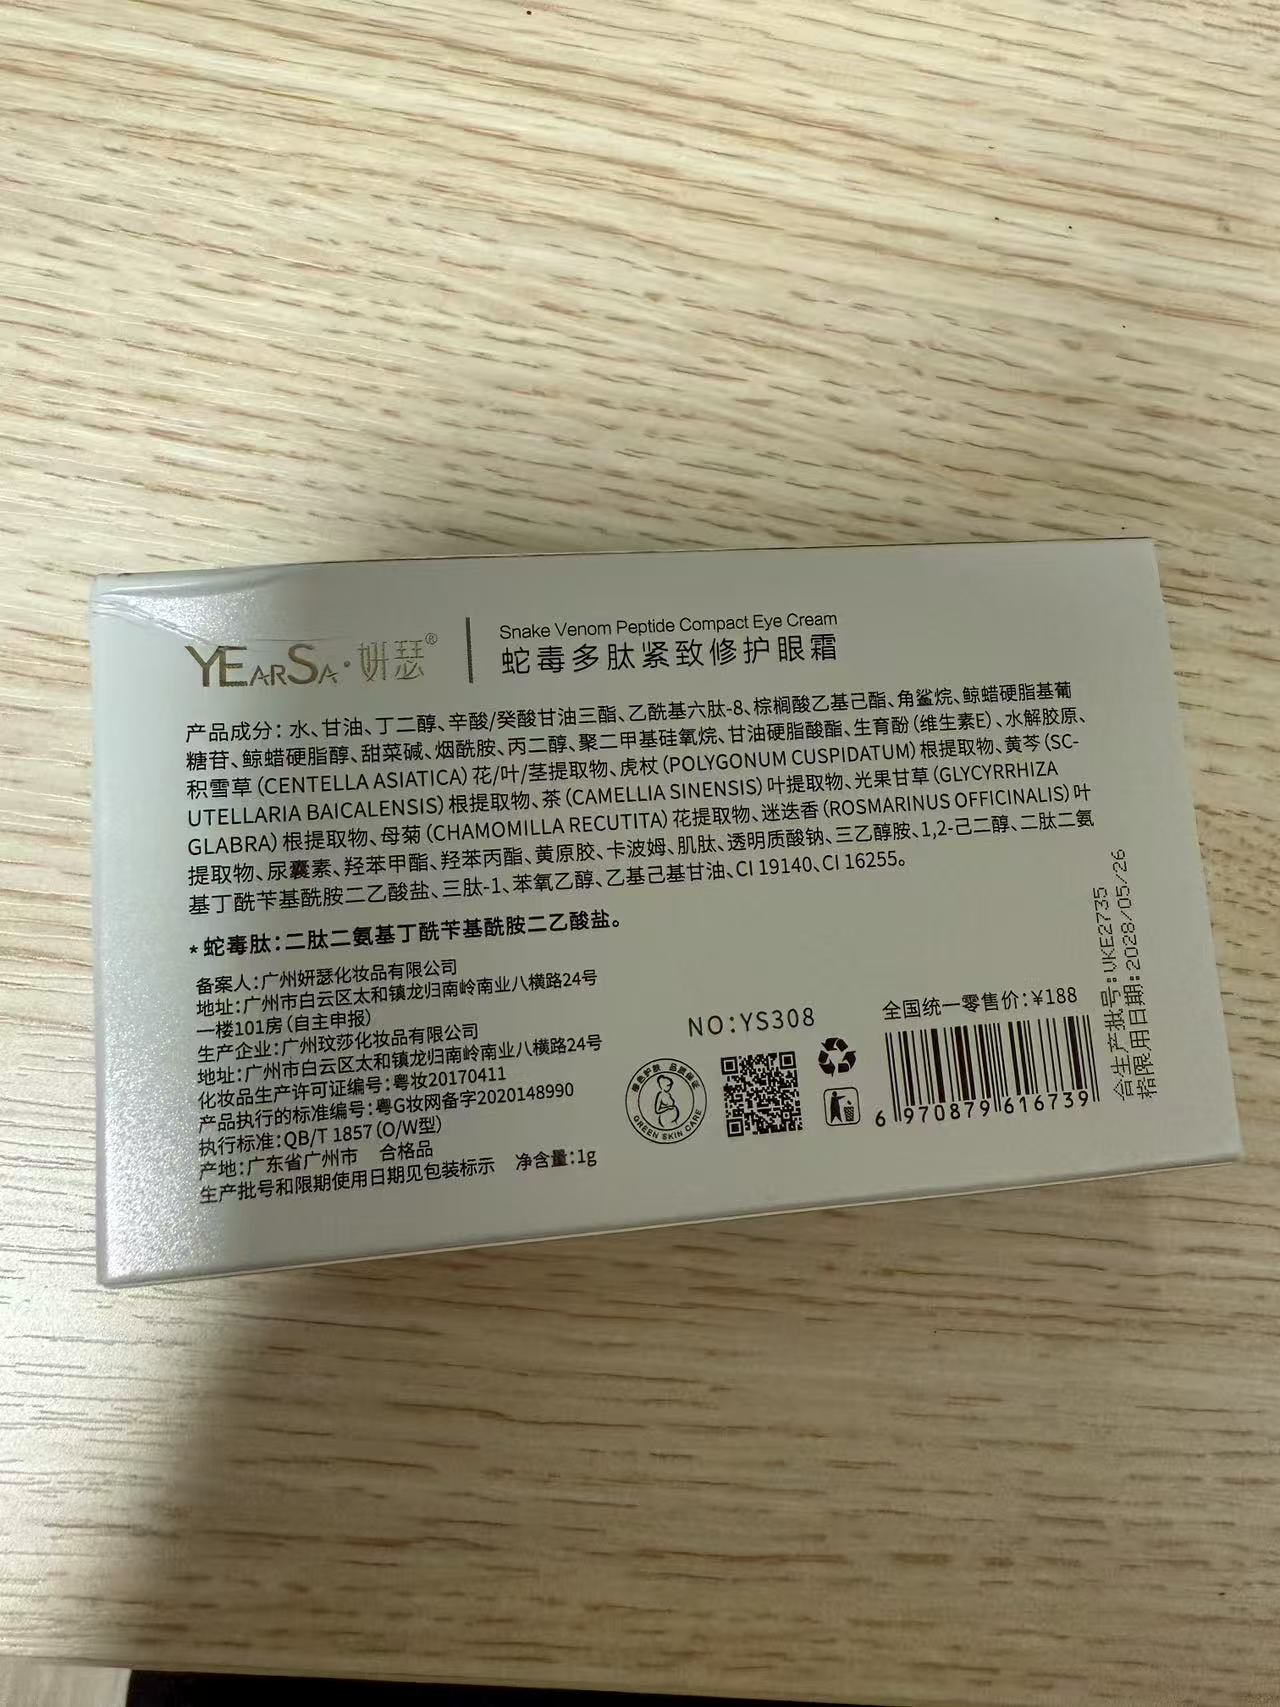 YEARSA·妍瑟®
Snake Venom Peptide Compact Eye Cream
蛇毒多肽紧致修护眼霜
产品成分：水、甘油、丁二醇、辛酸/癸酸甘油三酯、乙酰基六肽-8、棕榈酸乙基己酯、角鲨烷、鲸蜡硬脂基葡
糖苷、鲸蜡硬脂醇、甜菜碱、烟酰胺、丙二醇、聚二甲基硅氧烷、甘油硬脂酸酯、生育酚（维生素E）、水解胶原、
积雪草（CENTELLA ASIATICA）花/叶/茎提取物、虎杖（POLYGONUM CUSPIDATUM）根提取物、黄芩（SC-
UTELLARIA BAICALENSIS）根提取物、茶（CAMELLIA SINENSIS）叶提取物、光果甘草（GLYCYRRHIZA
GLABRA）根提取物、母菊（CHAMOMILLA RECUTITA）花提取物、迷迭香（ROSMARINUS OFFICINALIS）叶
提取物、尿囊素、羟苯甲酯、羟苯丙酯、黄原胶、卡波姆、肌肽、透明质酸钠、三乙醇胺、1,2-己二醇、二肽二氨
基丁酰苄基酰胺二乙酸盐、三肽-1、苯氧乙醇、乙基己基甘油、CI 19140、CI 16255。
*蛇毒肽：二肽二氨基丁酰苄基酰胺二乙酸盐。
备案人：广州妍瑟化妆品有限公司
地址：广州市白云区太和镇龙归南岭南业八横路24号
一楼101房（自主申报）
生产企业：广州玟莎化妆品有限公司
地址：广州市白云区太和镇龙归南岭南业八横路24号
化妆品生产许可证编号：粤妆20170411
产品执行的标准编号：粤G妆网备字2020148990
执行标准：QB/T 1857（O/W型）
产地：广东省广州市 合格品
生产批号和限期使用日期见包装标示 净含量：1g
NO：YS308
绿色护肤 品质保证
GREEN SKIN CARE
全国统一零售价：¥188
6 970879 616739
合生产批号：VKE2735
格限用日期：2028/05/26